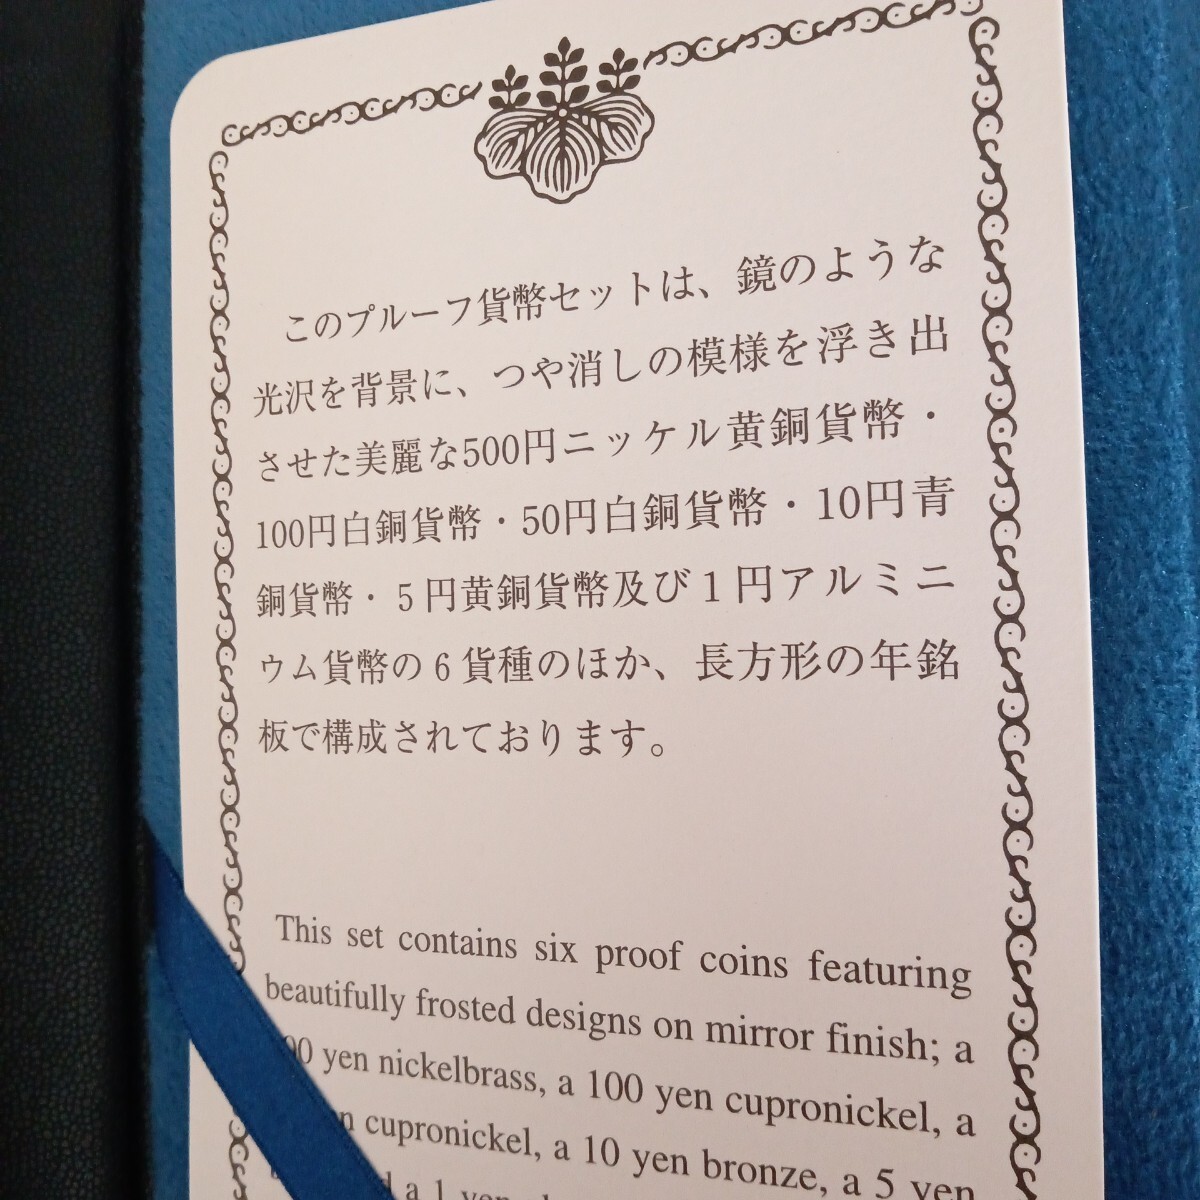 このプルーフ貨幣セットは、鏡のような
光沢を背景に、つや消しの模様を浮き出
させた美麗な500円ニッケル黄銅貨幣・
100円白銅貨幣・50円白銅貨幣・10円青
銅貨幣・5円黄銅貨幣及び1円アルミニ
ウム貨幣の6貨種のほか、長方形の年銘
板で構成されております。
This set contains six proof coins featuring
beautifully frosted designs on mirror finish; a
yen nickelbrass, a 100 yen cupronickel, a
cupronickel, a 10 yen bronze, a 5 yen
a 1 yen